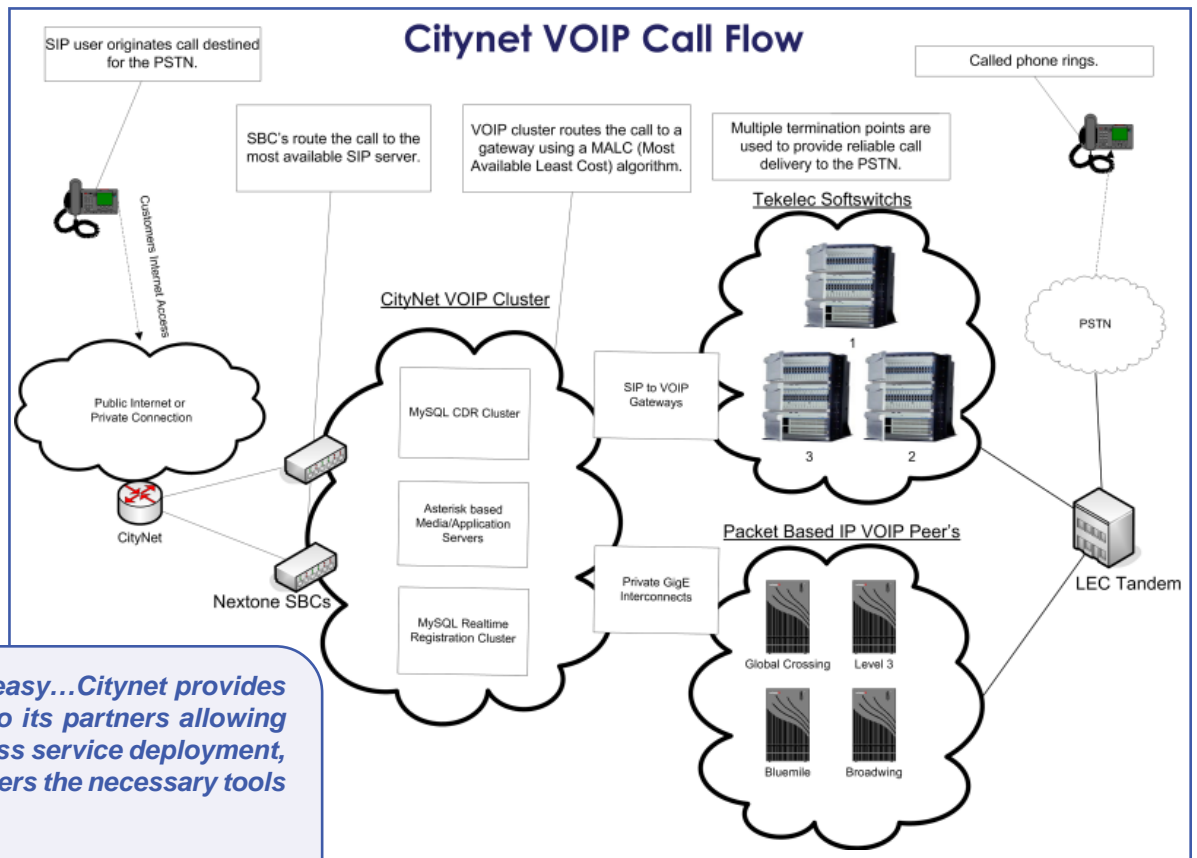 Citynet VOIP Call Flow
SIP user originates call destined
for the PSTN.
SBC's route the call to the
most available SIP server.
VOIP cluster routes the call to a
gateway using a MALC (Most
Available Least Cost) algorithm.
Multiple termination points are
used to provide reliable call
delivery to the PSTN.
Called phone rings.
Customers Internet Access
Public Internet or
Private Connection
CityNet
Nextone SBCs
CityNet VOIP Cluster
MySQL CDR Cluster
Asterisk based
Media/Application
Servers
MySQL Realtime
Registration Cluster
SIP to VOIP
Gateways
Private GigE
Interconnects
Tekelec Softswitchs
1
3
2
Packet Based IP VOIP Peer's
Global Crossing
Level 3
Bluemile
Broadwing
PSTN
LEC Tandem
easy…Citynet provides
o its partners allowing
ss service deployment,
ers the necessary tools